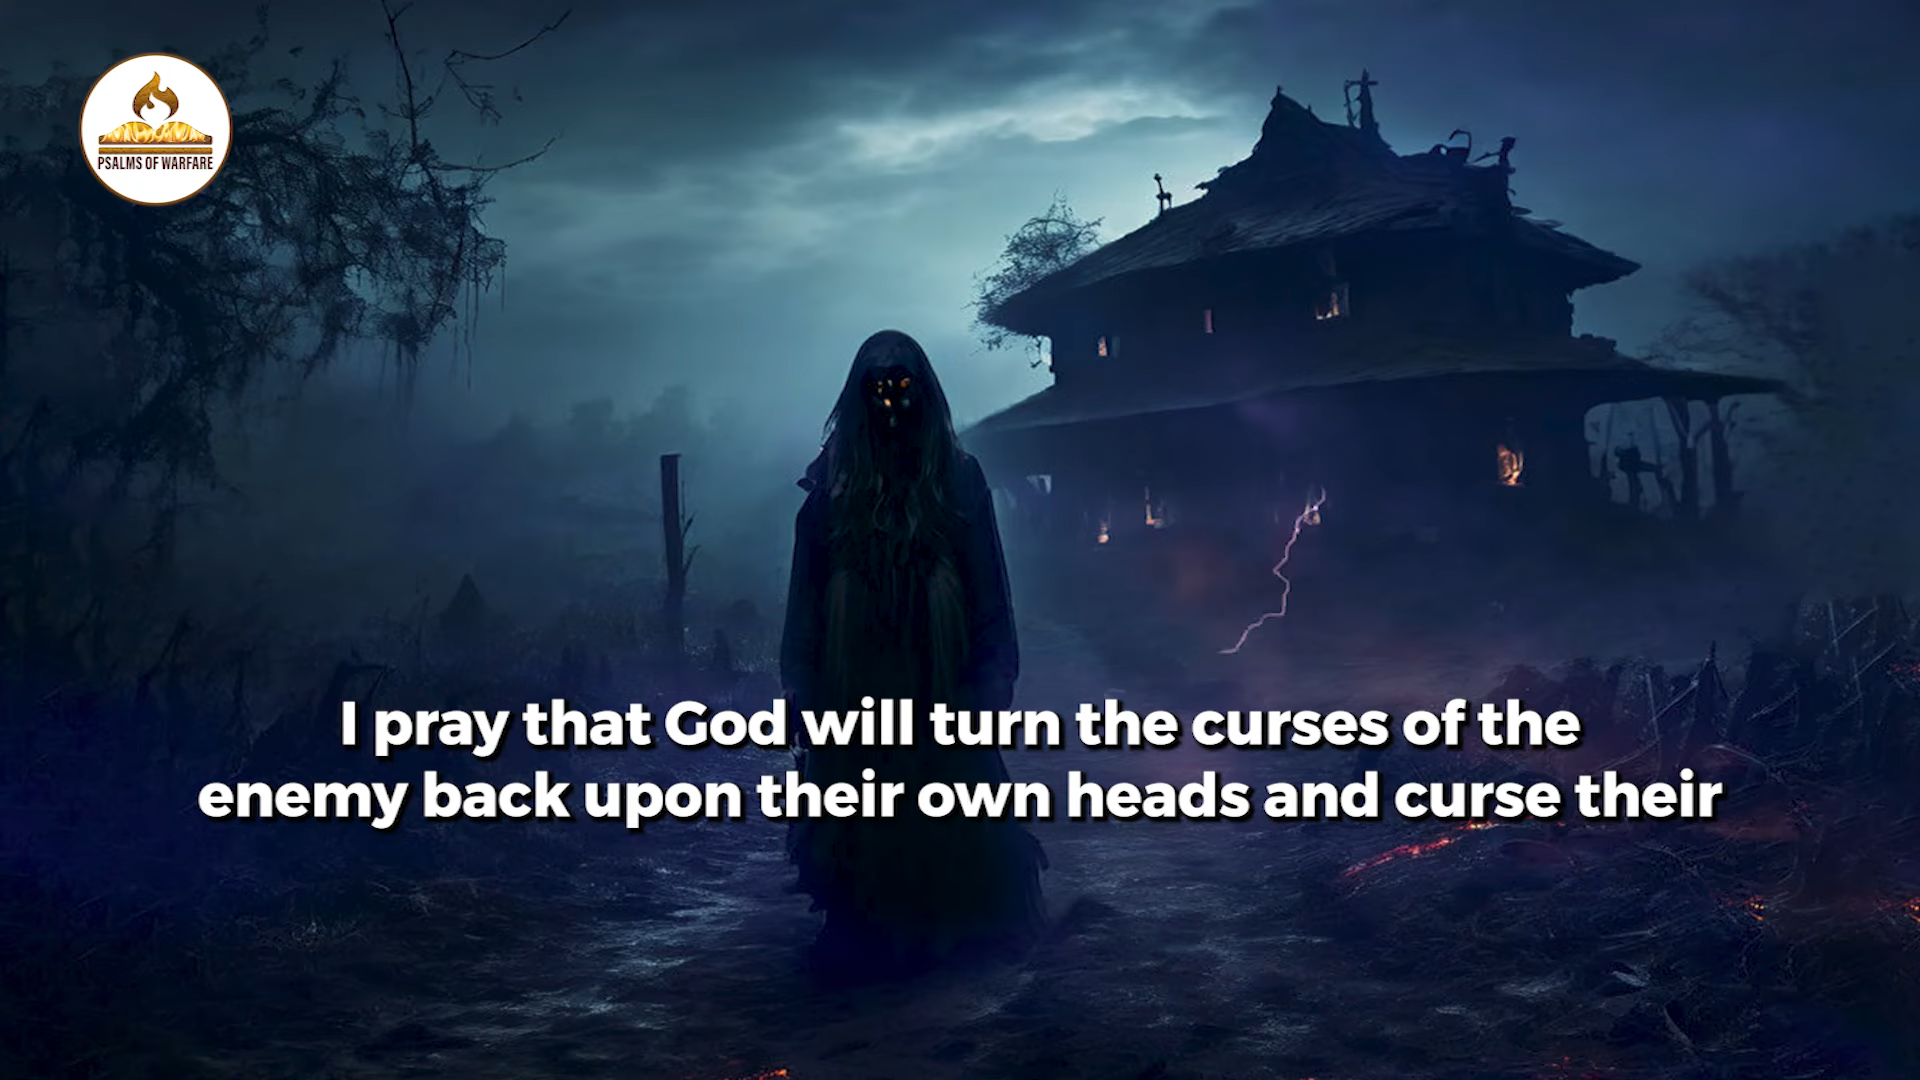 PSALMS OF WARFARE
I pray that God will turn the curses of the
enemy back upon their own heads and curse their